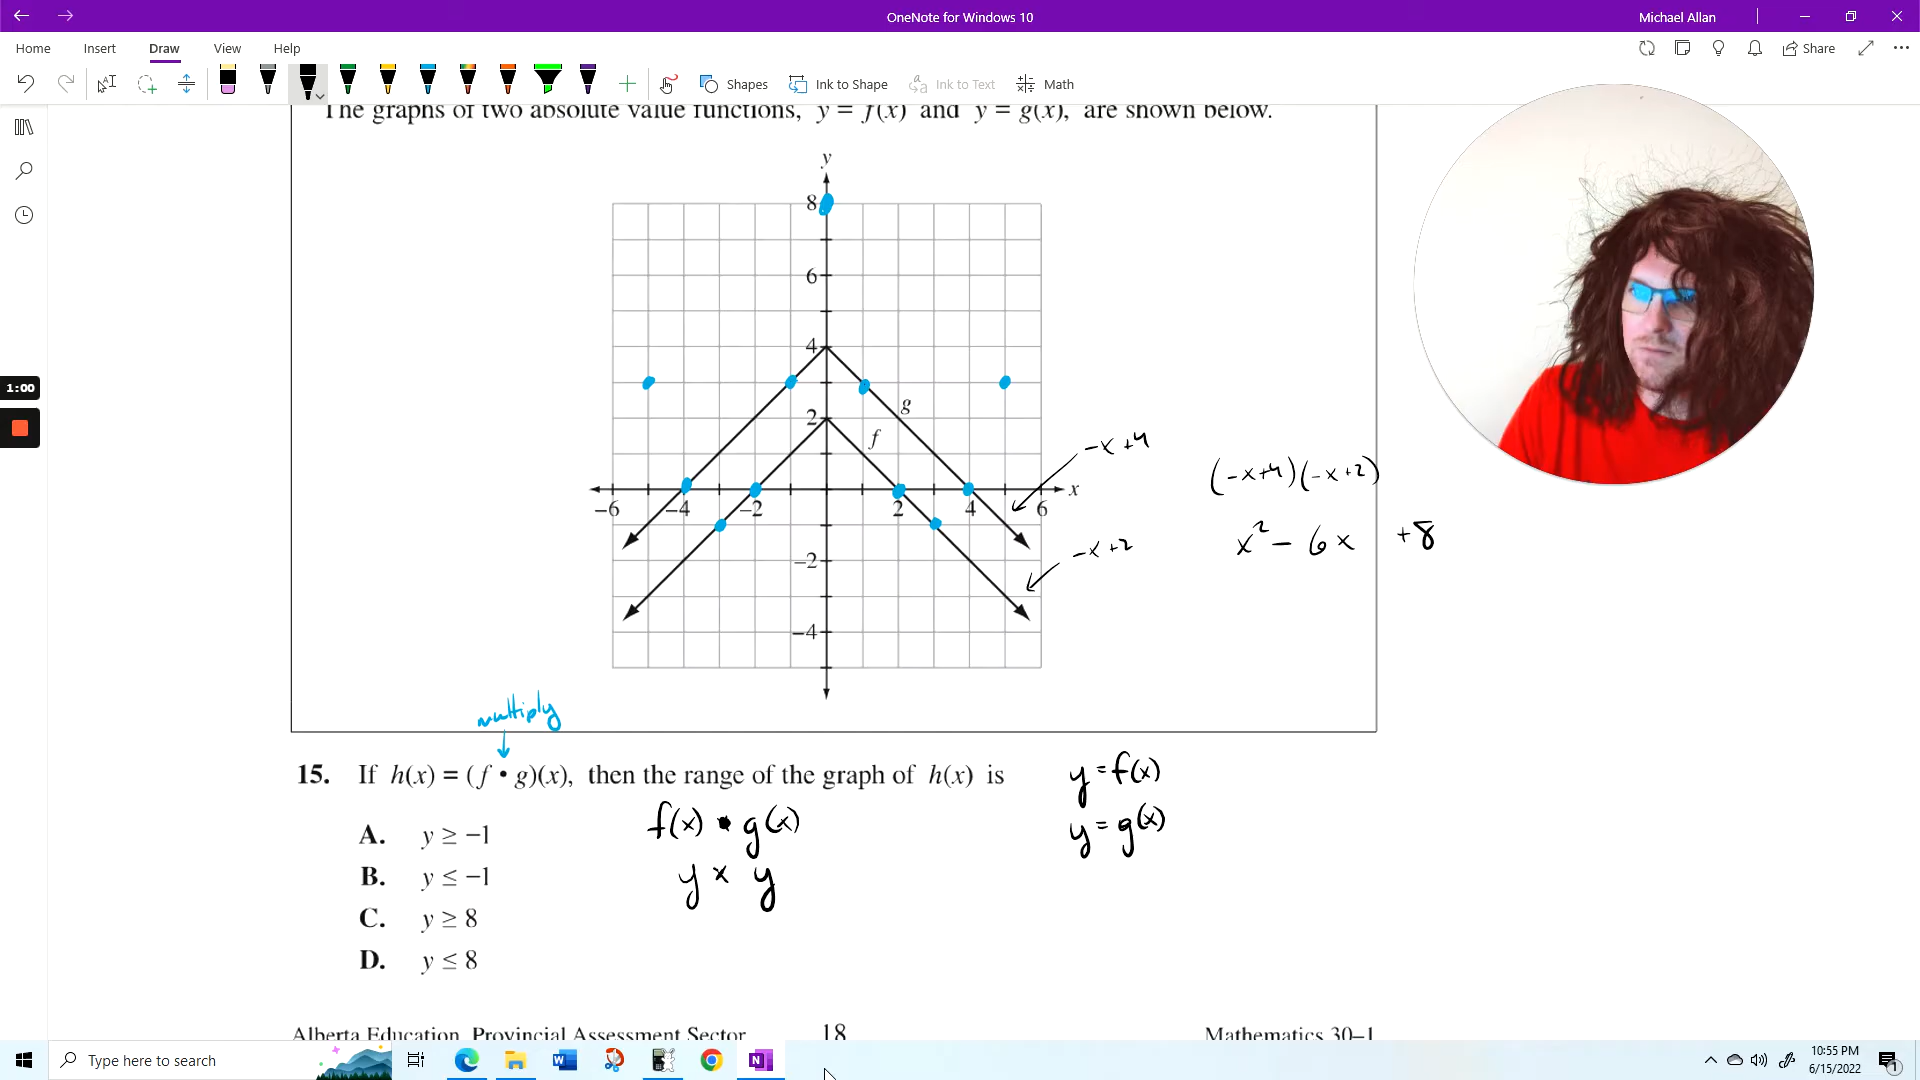 OneNote for Windows 10
Michael Allan
Home Insert Draw View Help
Share
Shapes Ink to Shape Ink to Text Math
The graphs of two absolute value functions, y = f(x) and y = g(x), are shown below.
y
8
6
4
2
g
f
-x+4
(-x+4)(-x+2)
1:00
x
−6 −4 −2 2 4 6
x² - 6x +8
-x+2
−2
−4
multiply
15. If h(x) = (f • g)(x), then the range of the graph of h(x) is
y = f(x)
y = g(x)
f(x) • g(x)
y x y
A. y ≥ −1
B. y ≤ −1
C. y ≥ 8
D. y ≤ 8
Alberta Education, Provincial Assessment Sector 18 Mathematics 30–1
Type here to search
10:55 PM
6/15/2022
1